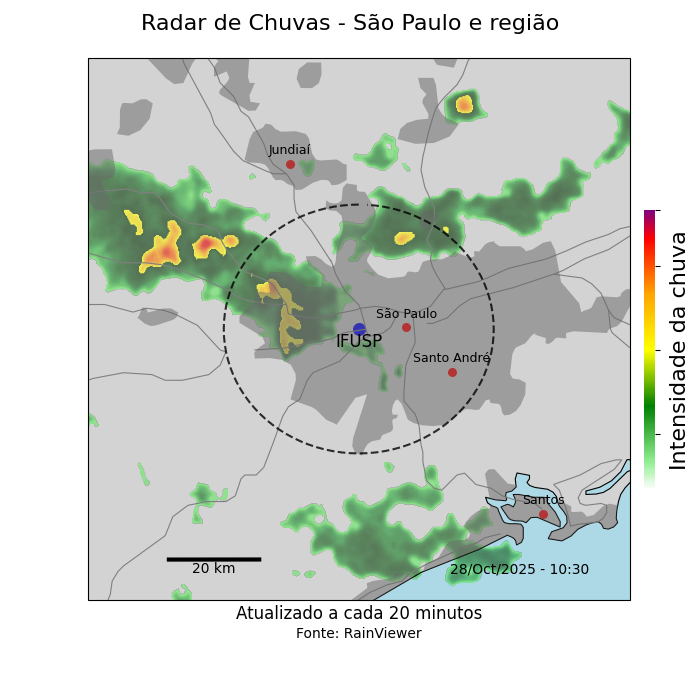 Radar de Chuvas - São Paulo e região
Jundiaí
São Paulo
IFUSP
Santo André
Santos
20 km
28/Oct/2025 - 10:30
Intensidade da chuva
Atualizado a cada 20 minutos
Fonte: RainViewer